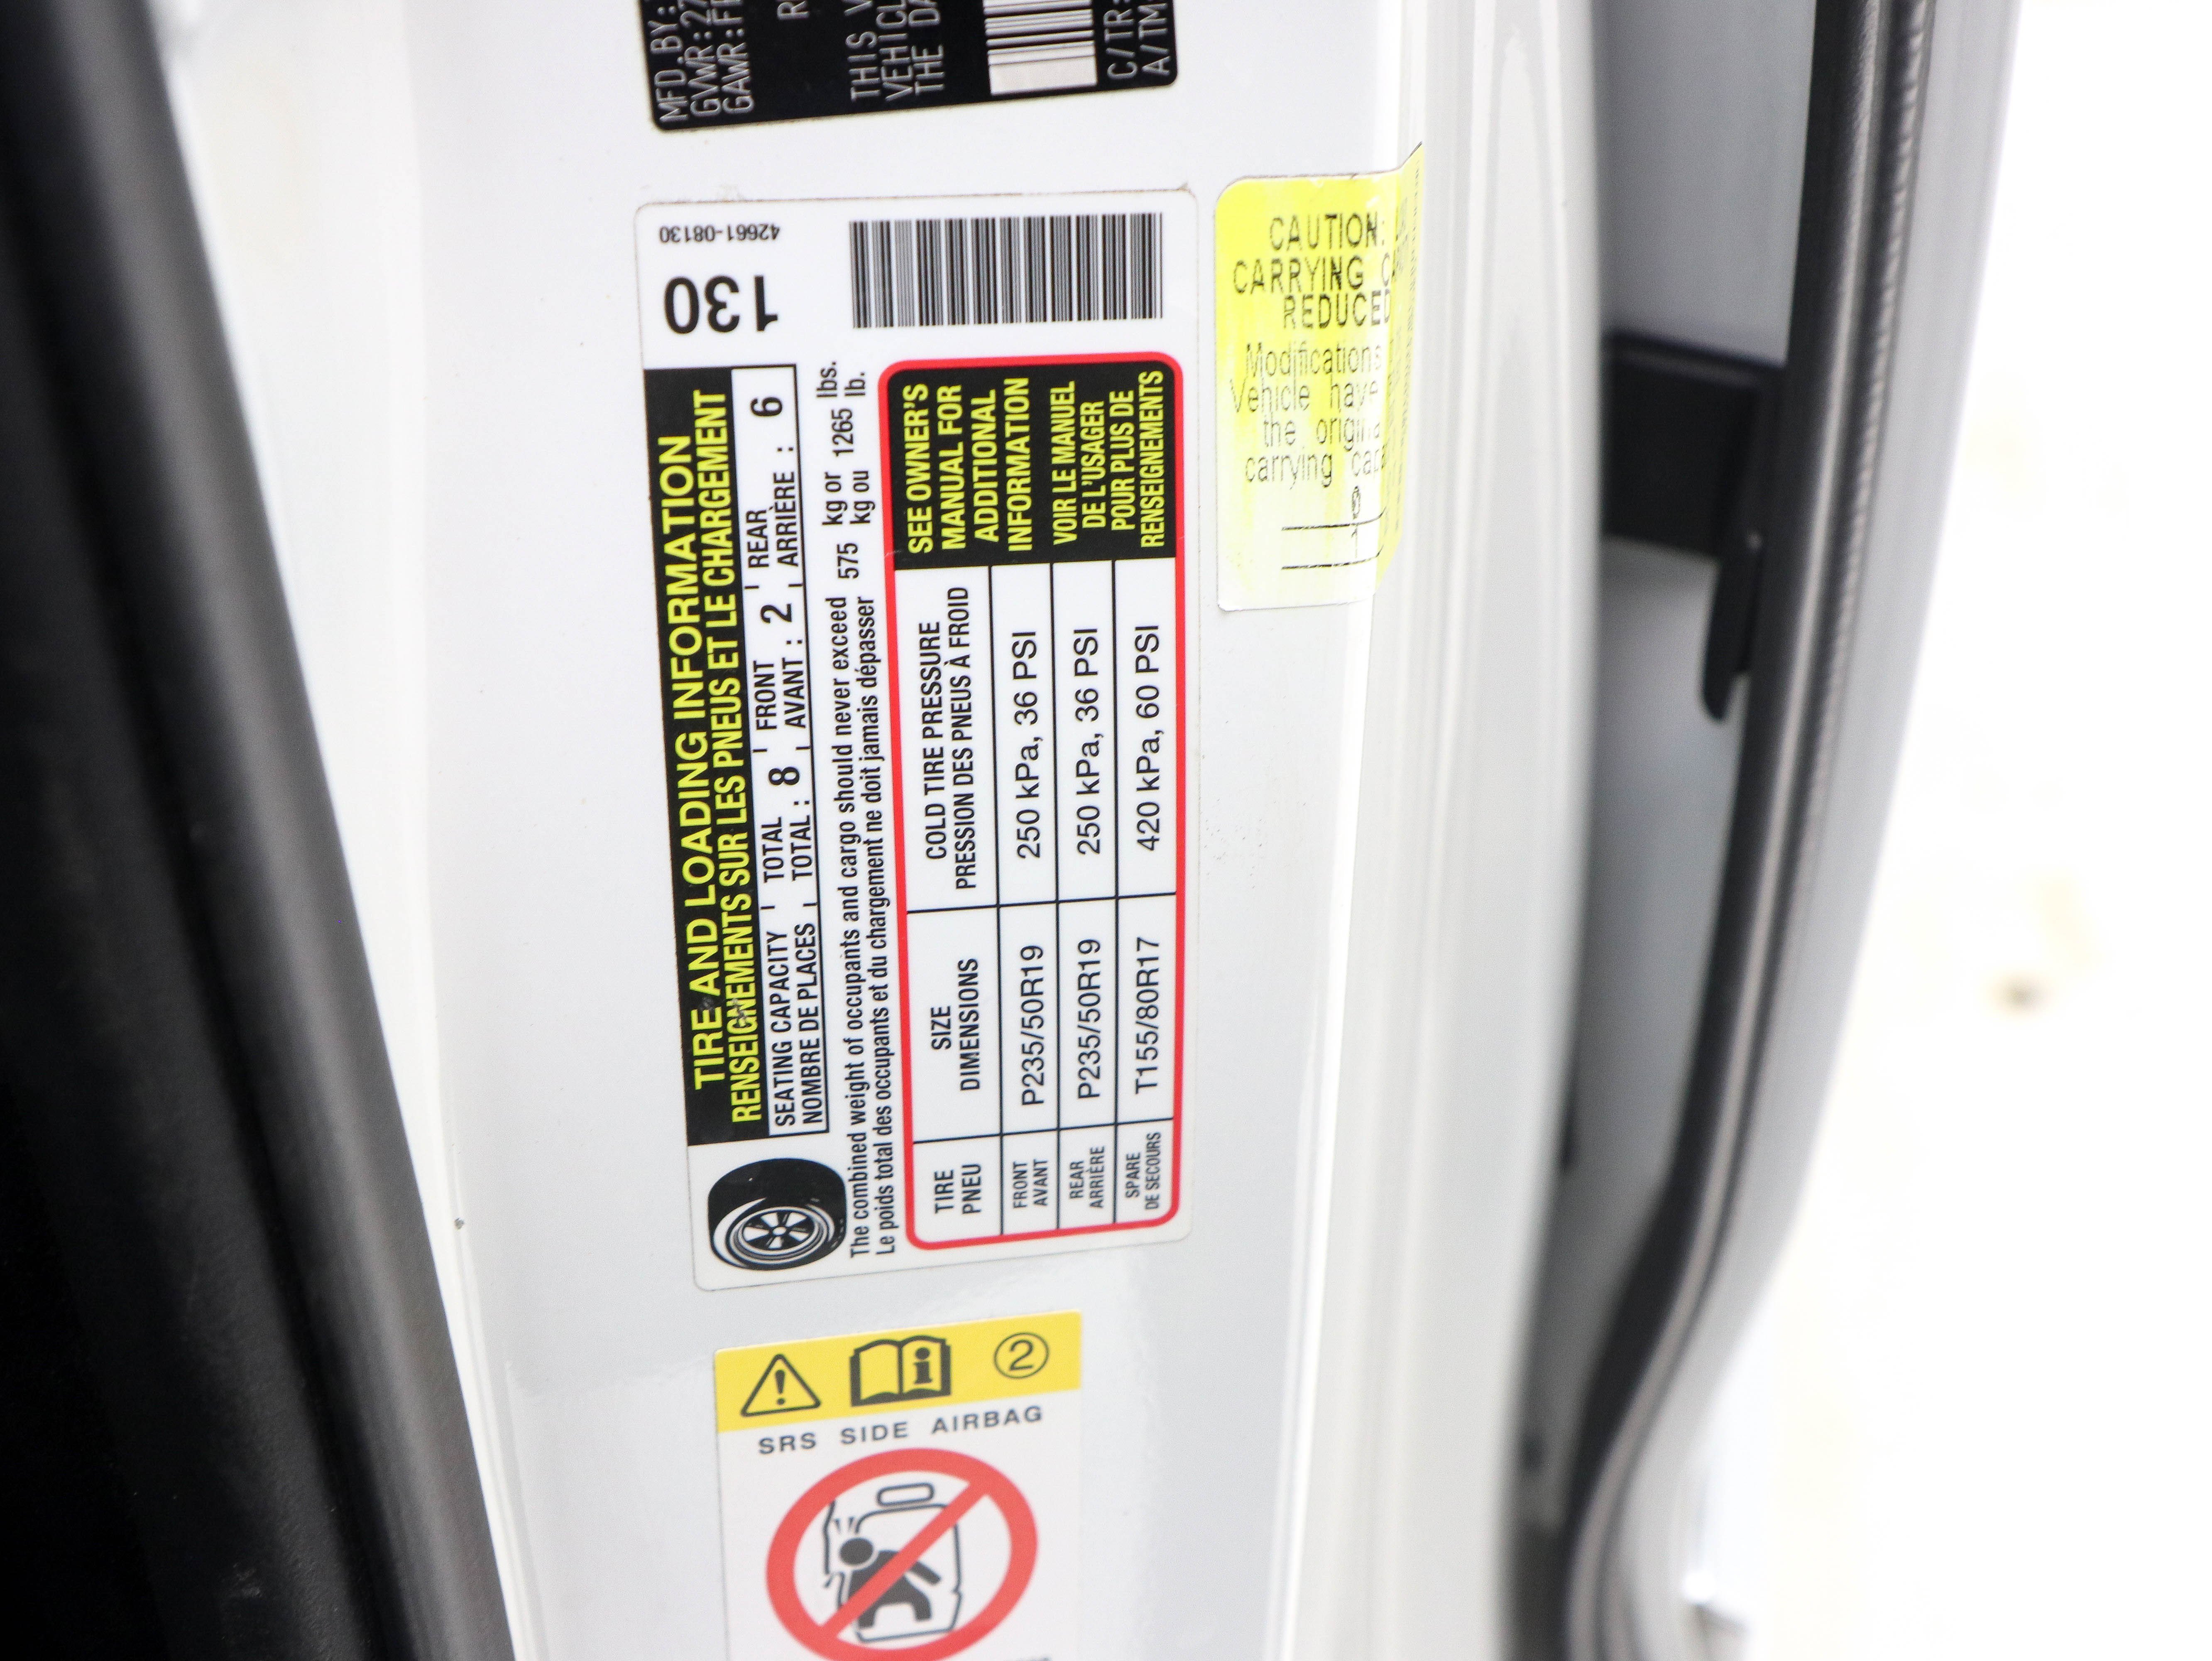 MFD.BY:
GVWR:27
GAWR:F
THIS V
VEHICL
THE DA
C/TR:
A/TM
42661-08130
130
TIRE AND LOADING INFORMATION
RENSEIGNEMENTS SUR LES PNEUS ET LE CHARGEMENT
SEATING CAPACITY TOTAL FRONT REAR
NOMBRE DE PLACES TOTAL : 8 AVANT : 2 ARRIÈRE : 6
The combined weight of occupants and cargo should never exceed 575 kg or 1265 lbs.
Le poids total des occupants et du chargement ne doit jamais dépasser 575 kg ou 1265 lb.
TIRE SIZE COLD TIRE PRESSURE
PNEU DIMENSIONS PRESSION DES PNEUS À FROID
FRONT
AVANT P235/50R19 250 kPa, 36 PSI
REAR
ARRIÈRE P235/50R19 250 kPa, 36 PSI
SPARE
DE SECOURS T155/80R17 420 kPa, 60 PSI
SEE OWNER'S
MANUAL FOR
ADDITIONAL
INFORMATION
VOIR LE MANUEL
DE L'USAGER
POUR PLUS DE
RENSEIGNEMENTS
CAUTION:
CARRYING
REDUCED
Modifications
Vehicle have
the
carrying
2
SRS SIDE AIRBAG